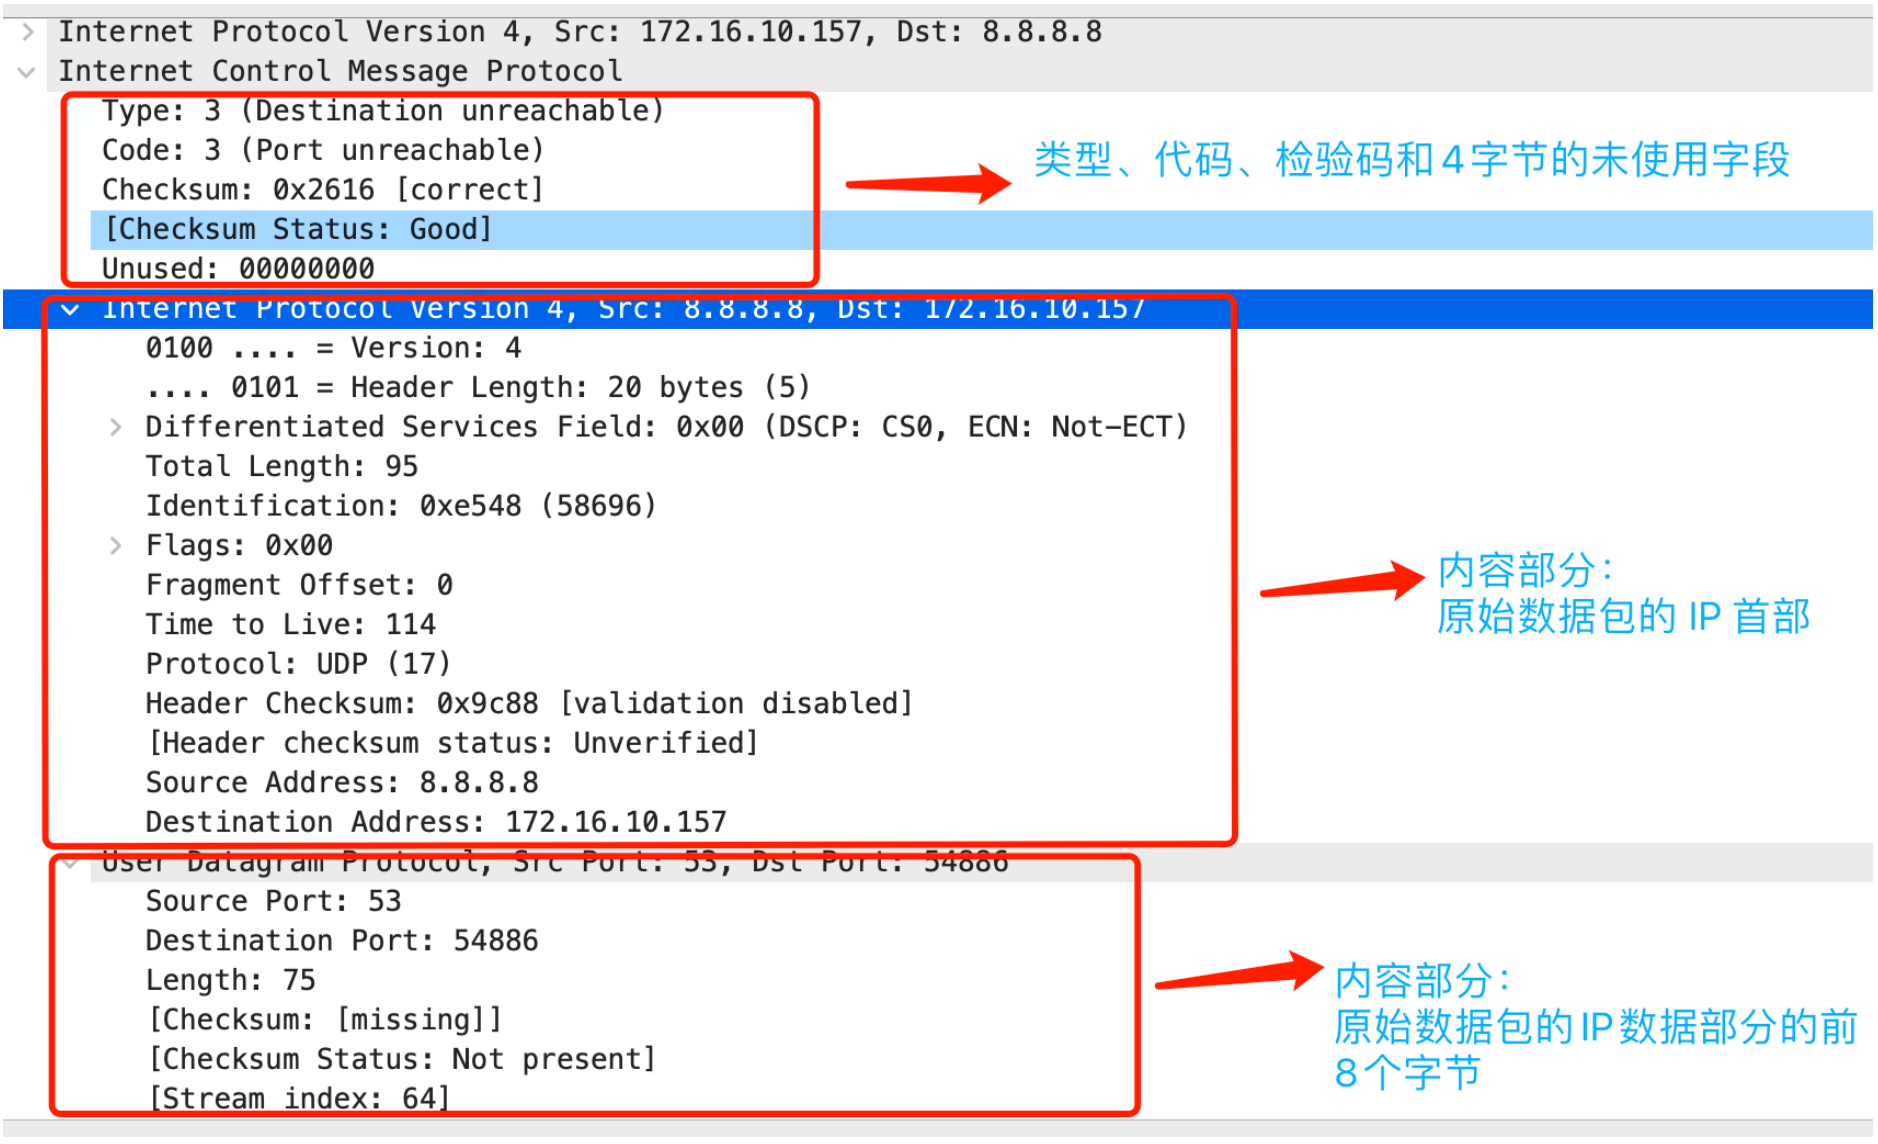 Internet Protocol Version 4, Src: 172.16.10.157, Dst: 8.8.8.8
Internet Control Message Protocol
Type: 3 (Destination unreachable)
Code: 3 (Port unreachable)
Checksum: 0x2616 [correct]
[Checksum Status: Good]
Unused: 00000000
类型、代码、检验码和4字节的未使用字段
Internet Protocol Version 4, Src: 8.8.8.8, Dst: 172.16.10.157
0100 .... = Version: 4
.... 0101 = Header Length: 20 bytes (5)
Differentiated Services Field: 0x00 (DSCP: CS0, ECN: Not-ECT)
Total Length: 95
Identification: 0xe548 (58696)
Flags: 0x00
Fragment Offset: 0
Time to Live: 114
Protocol: UDP (17)
Header Checksum: 0x9c88 [validation disabled]
[Header checksum status: Unverified]
Source Address: 8.8.8.8
Destination Address: 172.16.10.157
内容部分：
原始数据包的 IP 首部
User Datagram Protocol, Src Port: 53, Dst Port: 54886
Source Port: 53
Destination Port: 54886
Length: 75
[Checksum: [missing]]
[Checksum Status: Not present]
[Stream index: 64]
内容部分：
原始数据包的IP数据部分的前
8个字节